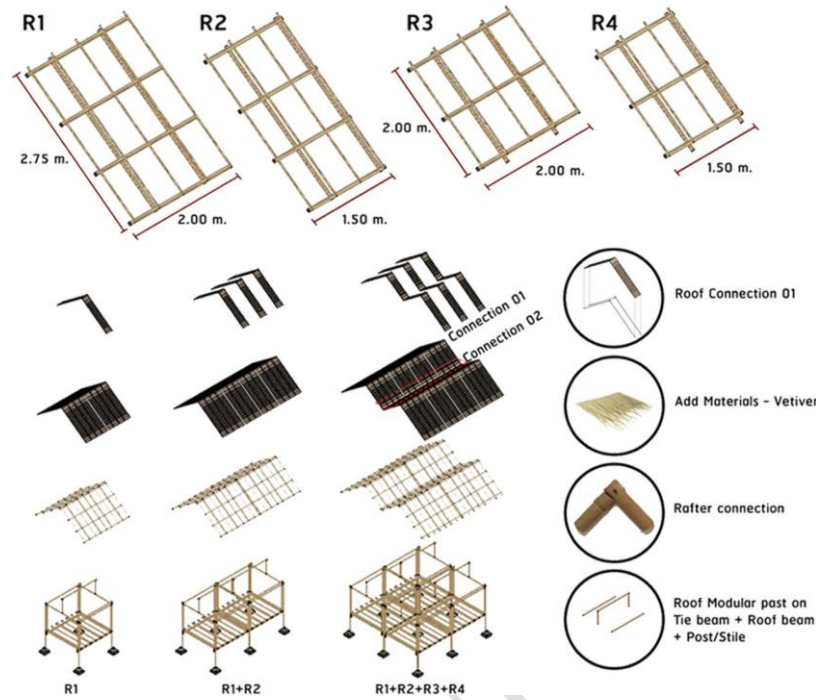 R1
R2
R3
R4
2.75 m.
2.00 m.
1.50 m.
2.00 m.
2.00 m.
1.50 m.
Connection 01
Connection 02
Roof Connection 01
Add Materials - Vetiver
Rafter connection
Roof Modular past on
Tie beam + Roof beam
+ Post/Stile
R1
R1+R2
R1+R2+R3+R4